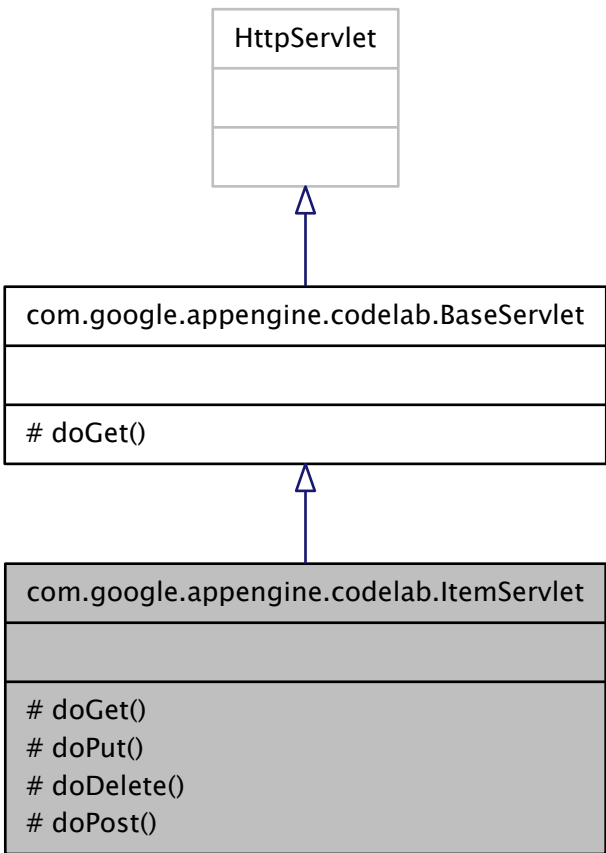 HttpServlet
com.google.appengine.codelab.BaseServlet
# doGet()
com.google.appengine.codelab.ItemServlet
# doGet()
# doPut()
# doDelete()
# doPost()